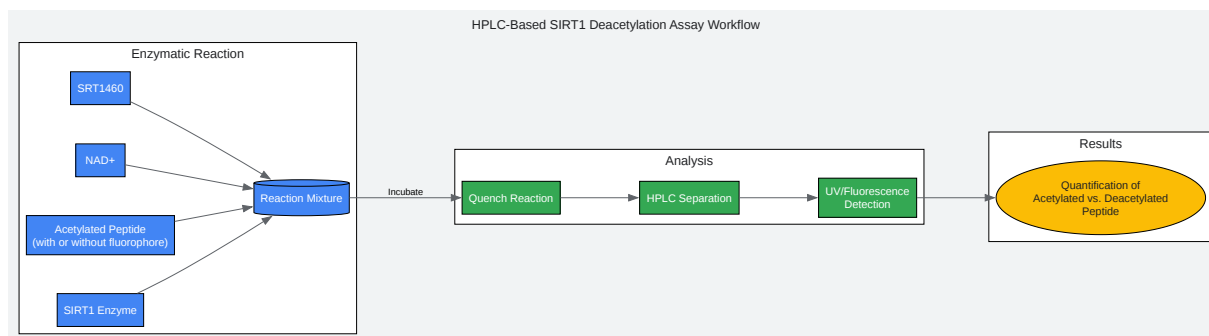 HPLC-Based SIRT1 Deacetylation Assay Workflow
Enzymatic Reaction
SRT1460
NAD+
Acetylated Peptide
(with or without fluorophore)
SIRT1 Enzyme
Reaction Mixture
Incubate
Analysis
Quench Reaction
HPLC Separation
UV/Fluorescence
Detection
Results
Quantification of
Acetylated vs. Deacetylated
Peptide